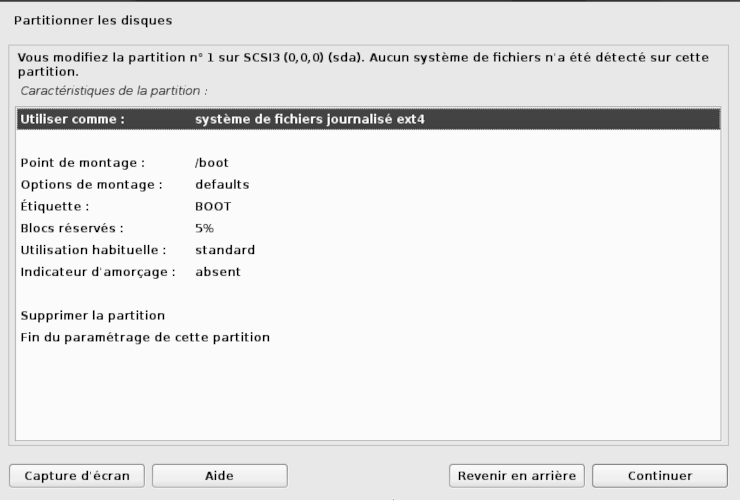 Partitionner les disques
Vous modifiez la partition n° 1 sur SCSI3 (0,0,0) (sda). Aucun système de fichiers n'a été détecté sur cette
partition.
Caractéristiques de la partition :
Utiliser comme : système de fichiers journalisé ext4
Point de montage : /boot
Options de montage : defaults
Étiquette : BOOT
Blocs réservés : 5%
Utilisation habituelle : standard
Indicateur d'amorçage : absent
Supprimer la partition
Fin du paramétrage de cette partition
Capture d'écran Aide Revenir en arrière Continuer